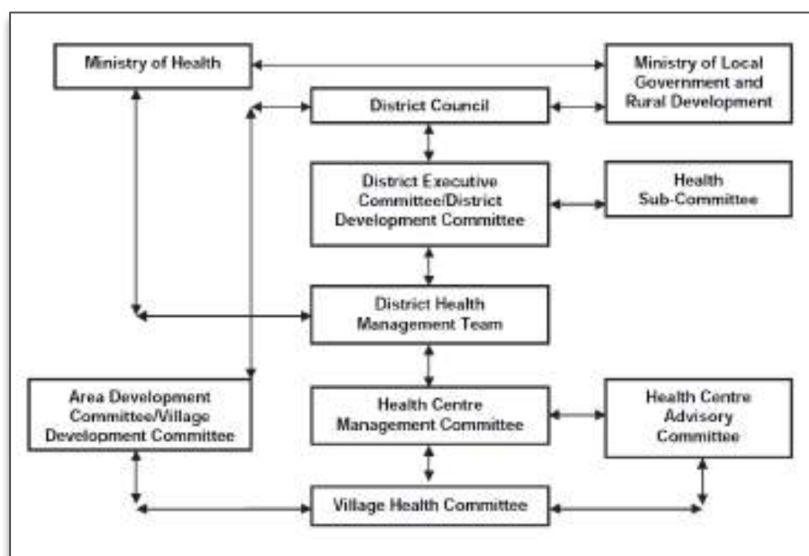 Ministry of Health
Ministry of Local
Government and
Rural Development
District Council
District Executive
Committee/District
Development Committee
Health
Sub-Committee
District Health
Management Team
Area Development
Committee/Village
Development Committee
Health Centre
Management Committee
Health Centre
Advisory
Committee
Village Health Committee